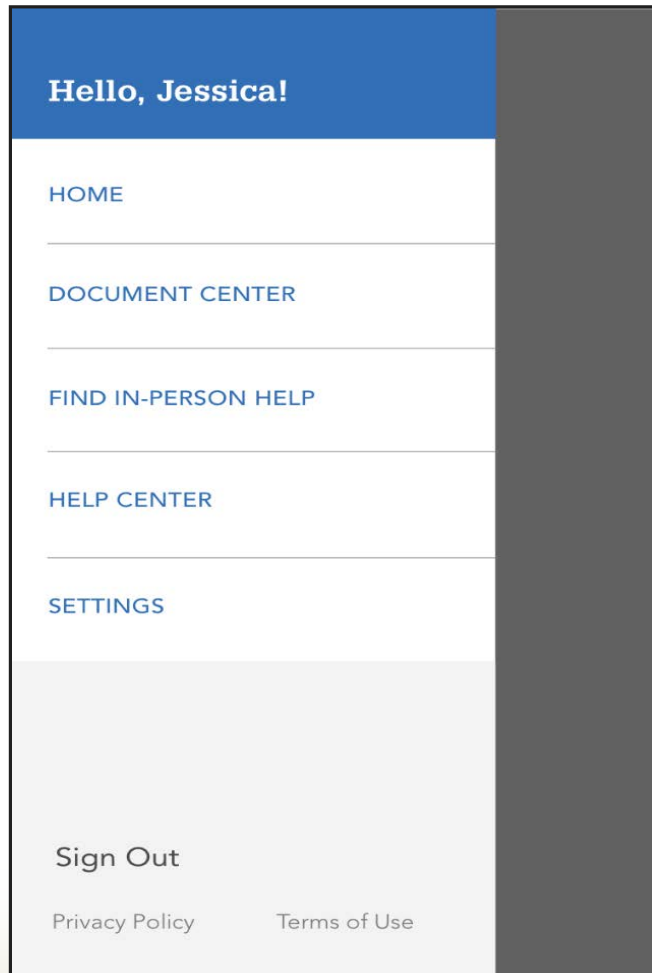 Hello, Jessica!
HOME
DOCUMENT CENTER
FIND IN-PERSON HELP
HELP CENTER
SETTINGS
Sign Out
Privacy Policy Terms of Use